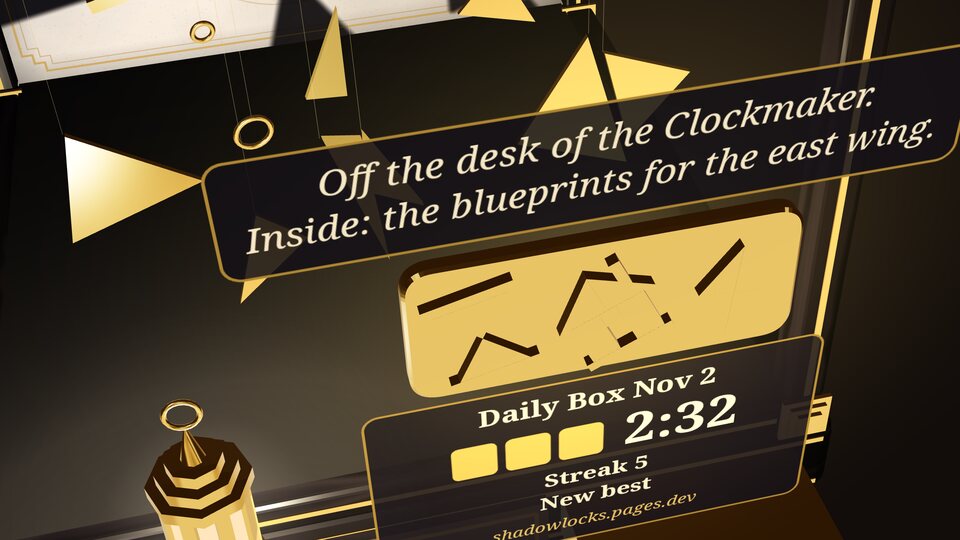 Off the desk of the Clockmaker.
Inside: the blueprints for the east wing.
Daily Box Nov 2
2:32
Streak 5
New best
shadowlocks.pages.dev